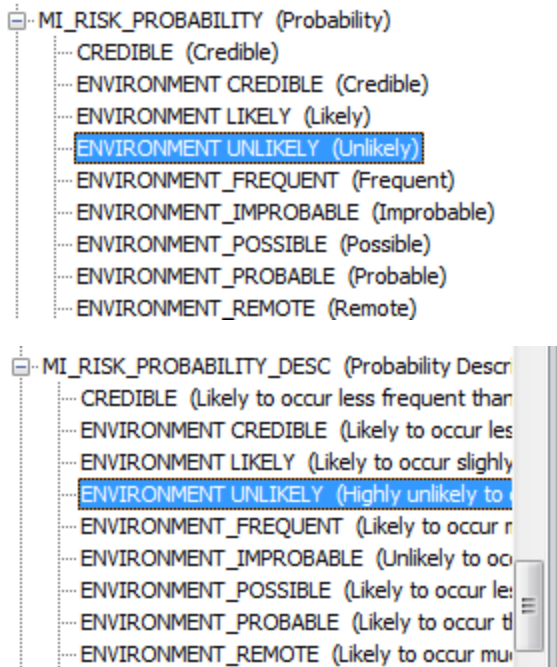 MI_RISK_PROBABILITY (Probability)
CREDIBLE (Credible)
ENVIRONMENT CREDIBLE (Credible)
ENVIRONMENT LIKELY (Likely)
ENVIRONMENT UNLIKELY (Unlikely)
ENVIRONMENT_FREQUENT (Frequent)
ENVIRONMENT_IMPROBABLE (Improbable)
ENVIRONMENT_POSSIBLE (Possible)
ENVIRONMENT_PROBABLE (Probable)
ENVIRONMENT_REMOTE (Remote)
MI_RISK_PROBABILITY_DESC (Probability Descr
CREDIBLE (Likely to occur less frequent than
ENVIRONMENT CREDIBLE (Likely to occur les
ENVIRONMENT LIKELY (Likely to occur slighly
ENVIRONMENT UNLIKELY (Highly unlikely to
ENVIRONMENT_FREQUENT (Likely to occur
ENVIRONMENT_IMPROBABLE (Unlikely to oc
ENVIRONMENT_POSSIBLE (Likely to occur les
ENVIRONMENT_PROBABLE (Likely to occur
ENVIRONMENT_REMOTE (Likely to occur mu